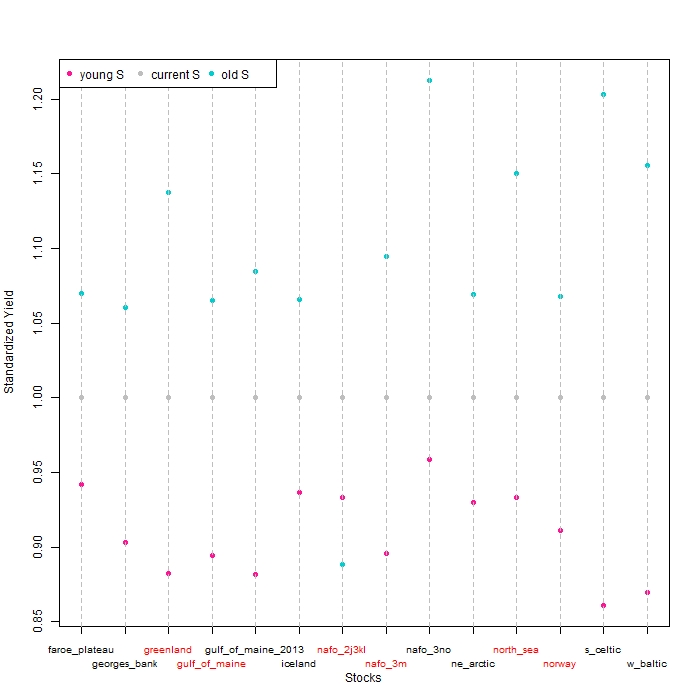 young S current S old S
Standardized Yield
1.20
1.15
1.10
1.05
1.00
0.95
0.90
0.85
faroe_plateau greenland gulf_of_maine_2013 nafo_2j3kl nafo_3no north_sea s_celtic
georges_bank gulf_of_maine iceland nafo_3m ne_arctic norway w_baltic
Stocks